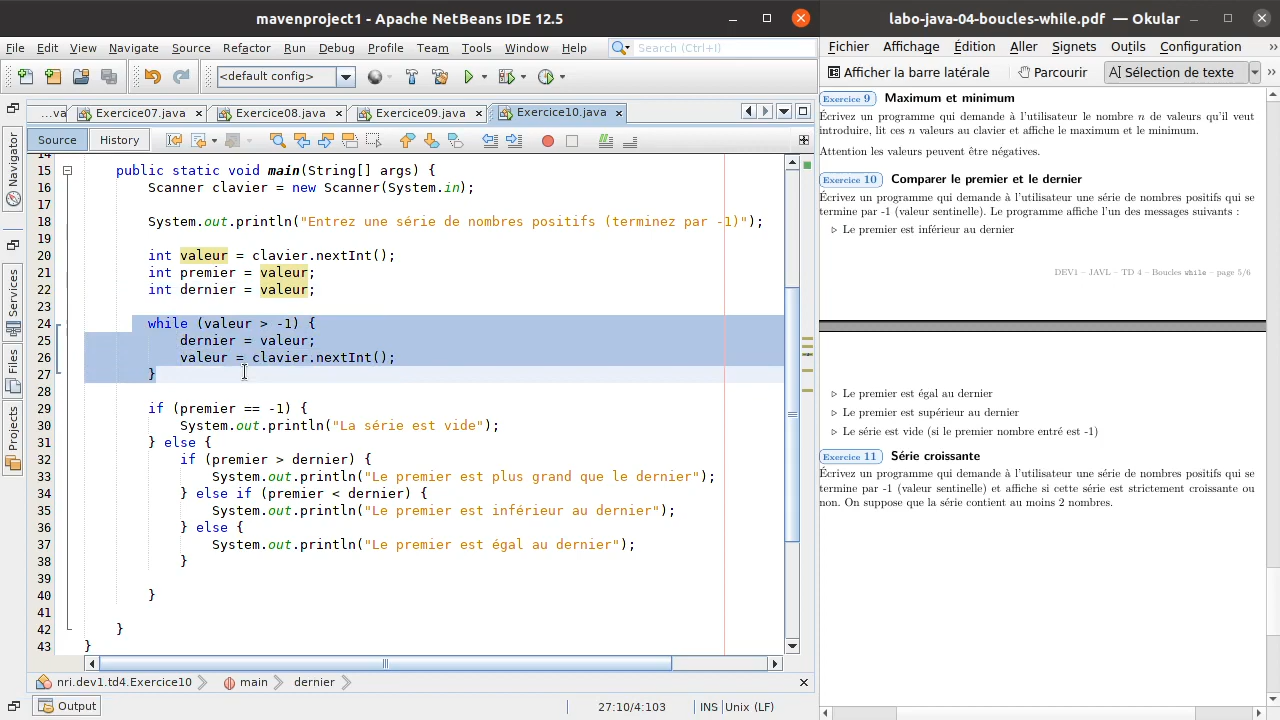 mavenproject1 - Apache NetBeans IDE 12.5
File Edit View Navigate Source Refactor Run Debug Profile Team Tools Window Help Search (Ctrl+I)
<default config>
...va Exercice07.java Exercice08.java Exercice09.java Exercice10.java
Source History
Navigator
Services
Files
Projects
14
15 public static void main(String[] args) {
16 Scanner clavier = new Scanner(System.in);
17
18 System.out.println("Entrez une série de nombres positifs (terminez par -1)");
19
20 int valeur = clavier.nextInt();
21 int premier = valeur;
22 int dernier = valeur;
23
24 while (valeur > -1) {
25 dernier = valeur;
26 valeur = clavier.nextInt();
27 }
28
29 if (premier == -1) {
30 System.out.println("La série est vide");
31 } else {
32 if (premier > dernier) {
33 System.out.println("Le premier est plus grand que le dernier");
34 } else if (premier < dernier) {
35 System.out.println("Le premier est inférieur au dernier");
36 } else {
37 System.out.println("Le premier est égal au dernier");
38 }
39
40 }
41
42 }
43 }
nri.dev1.td4.Exercice10 main dernier
Output 27:10/4:103 INS Unix (LF)
labo-java-04-boucles-while.pdf — Okular
Fichier Affichage Édition Aller Signets Outils Configuration »
Afficher la barre latérale Parcourir Sélection de texte »
Exercice 9 Maximum et minimum
Écrivez un programme qui demande à l'utilisateur le nombre n de valeurs qu'il veut
introduire, lit ces n valeurs au clavier et affiche le maximum et le minimum.
Attention les valeurs peuvent être négatives.
Exercice 10 Comparer le premier et le dernier
Écrivez un programme qui demande à l'utilisateur une série de nombres positifs qui se
termine par -1 (valeur sentinelle). Le programme affiche l'un des messages suivants :
▷ Le premier est inférieur au dernier
DEV1 – JAVL – TD 4 – Boucles while – page 5/6
▷ Le premier est égal au dernier
▷ Le premier est supérieur au dernier
▷ Le série est vide (si le premier nombre entré est -1)
Exercice 11 Série croissante
Écrivez un programme qui demande à l'utilisateur une série de nombres positifs qui se
termine par -1 (valeur sentinelle) et affiche si cette série est strictement croissante ou
non. On suppose que la série contient au moins 2 nombres.